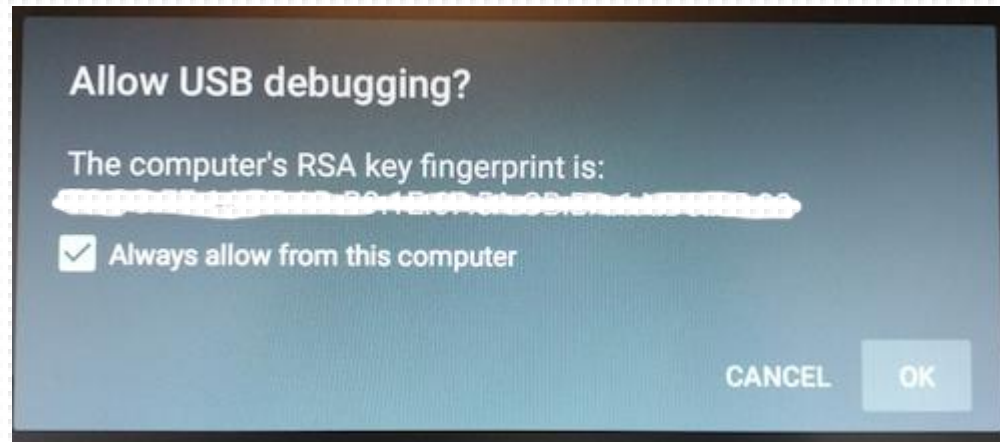 Allow USB debugging?
The computer's RSA key fingerprint is:
Always allow from this computer
CANCEL OK